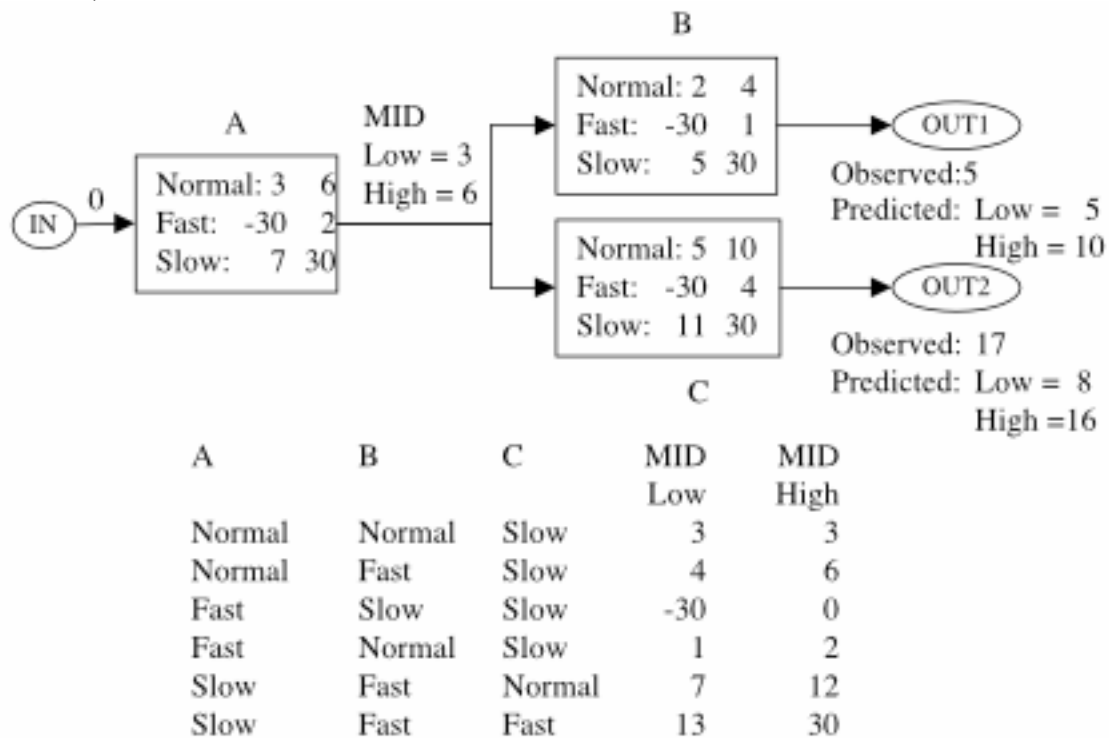 B
Normal: 2 4
Fast: -30 1
Slow: 5 30
A
Normal: 3 6
Fast: -30 2
Slow: 7 30
IN
0
MID
Low = 3
High = 6
OUT1
Observed:5
Predicted: Low = 5
High = 10
Normal: 5 10
Fast: -30 4
Slow: 11 30
C
OUT2
Observed: 17
Predicted: Low = 8
High =16
A B C MID MID
Low High
Normal Normal Slow 3 3
Normal Fast Slow 4 6
Fast Slow Slow -30 0
Fast Normal Slow 1 2
Slow Fast Normal 7 12
Slow Fast Fast 13 30